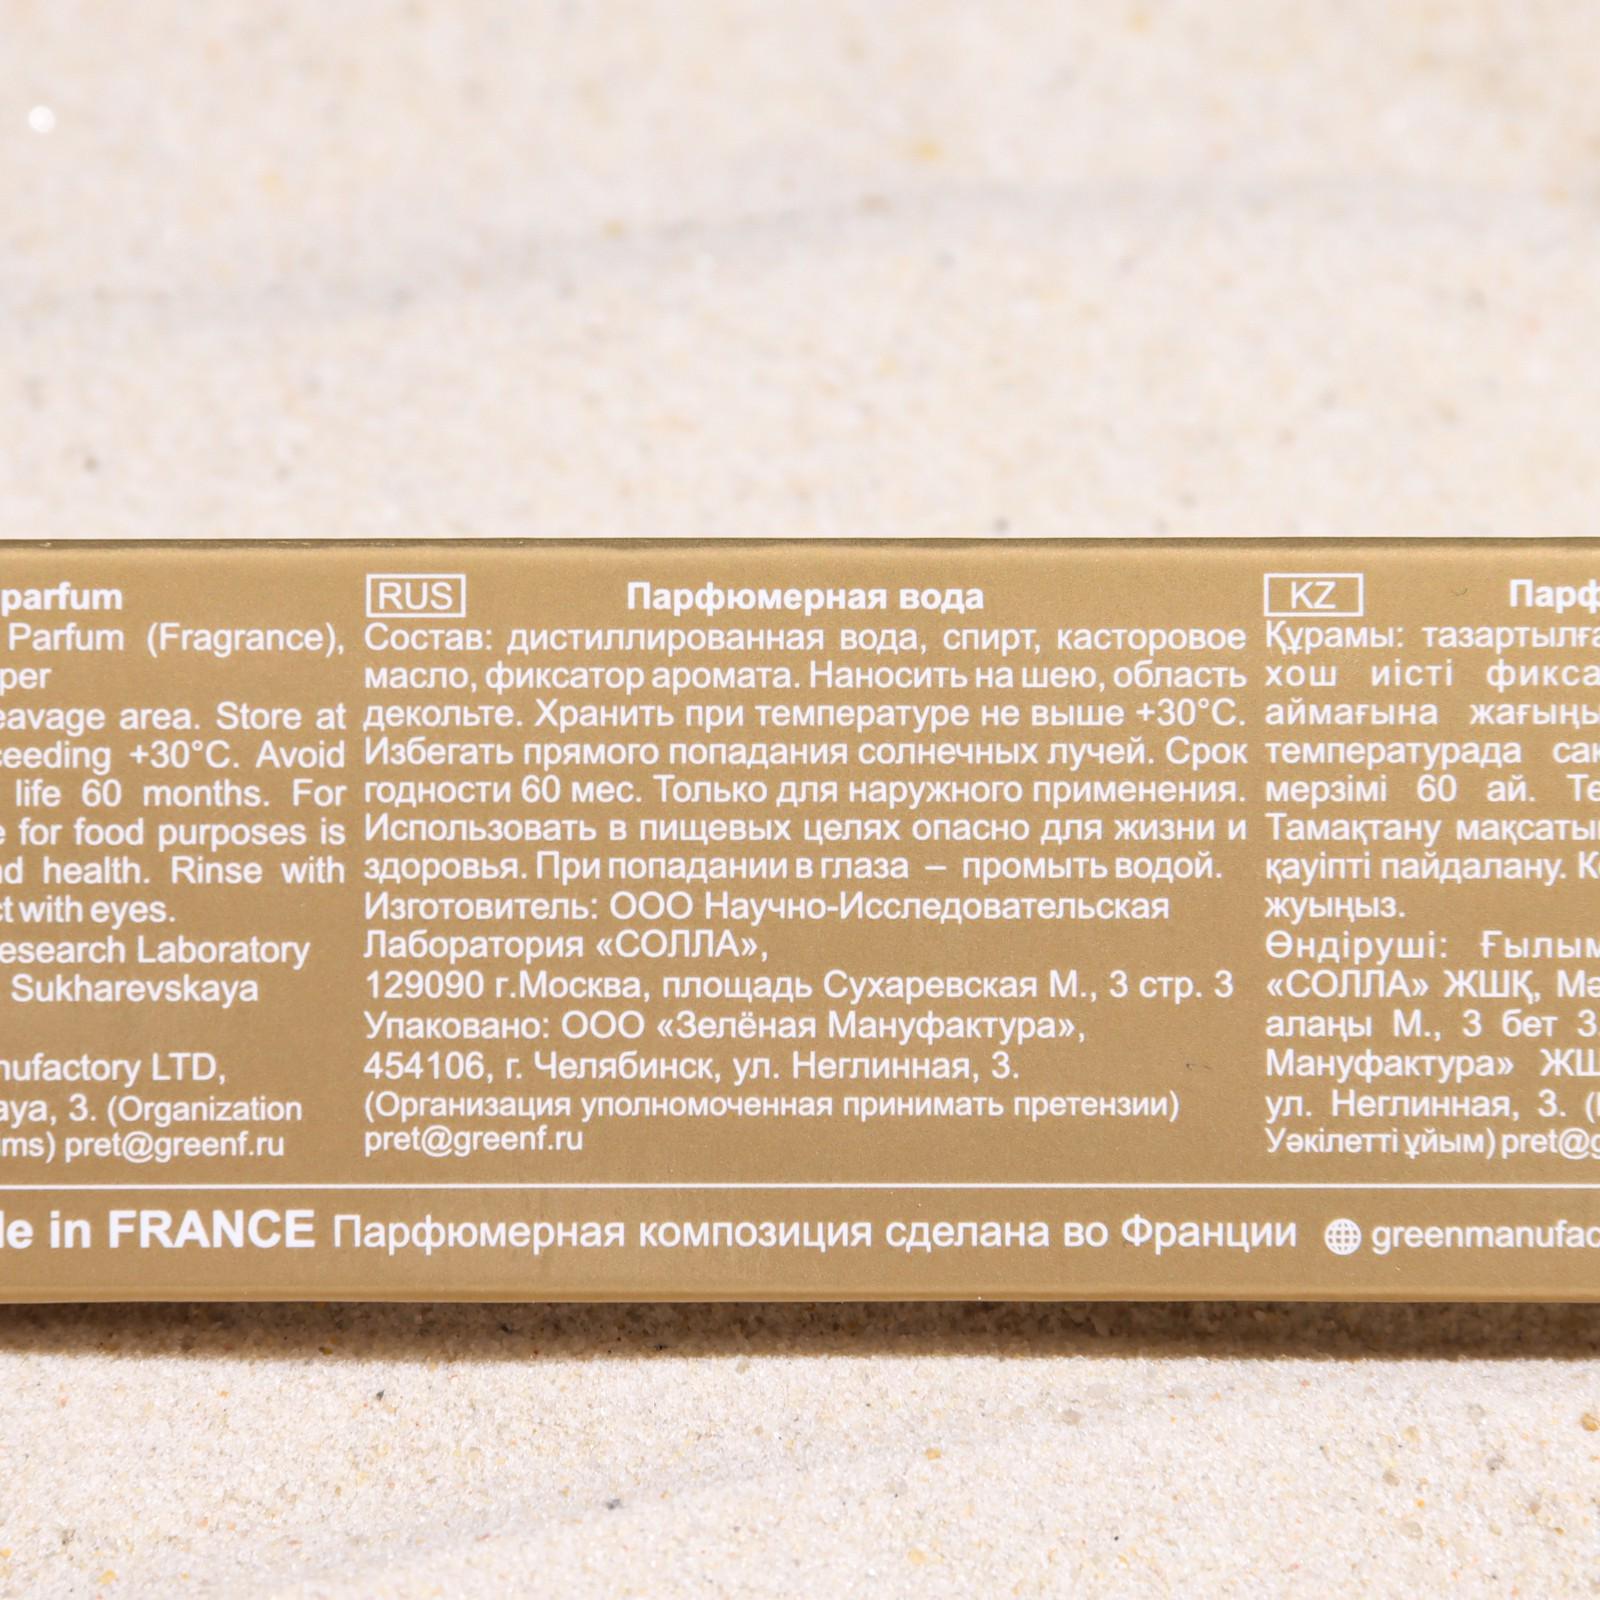 parfum
Parfum (Fragrance),
per
eavage area. Store at
ceeding +30°C. Avoid
life 60 months. For
for food purposes is
health. Rinse with
with eyes.
esearch Laboratory
Sukharevskaya
nufactory LTD,
aya, 3. (Organization
ims) pret@greenf.ru
RUS Парфюмерная вода
Состав: дистиллированная вода, спирт, касторовое
масло, фиксатор аромата. Наносить на шею, область
декольте. Хранить при температуре не выше +30°C.
Избегать прямого попадания солнечных лучей. Срок
годности 60 мес. Только для наружного применения.
Использовать в пищевых целях опасно для жизни и
здоровья. При попадании в глаза – промыть водой.
Изготовитель: ООО Научно-Исследовательская
Лаборатория «СОЛЛА»,
129090 г.Москва, площадь Сухаревская М., 3 стр. 3
Упаковано: ООО «Зелёная Мануфактура»,
454106, г. Челябинск, ул. Неглинная, 3.
(Организация уполномоченная принимать претензии)
pret@greenf.ru
KZ Парф
Құрамы: тазартылға
хош иісті фикса
аймағына жағыңы
температурада сақ
мерзімі 60 ай. Те
Тамақтану мақсаты
қауіпті пайдалану. К
жуыңыз.
Өндіруші: Ғылым
«СОЛЛА» ЖШҚ, Мә
алаңы М., 3 бет 3.
Мануфактура» ЖШ
ул. Неглинная, 3.
Уәкілетті ұйым) pret@g
de in FRANCE Парфюмерная композиция сделана во Франции greenmanufac